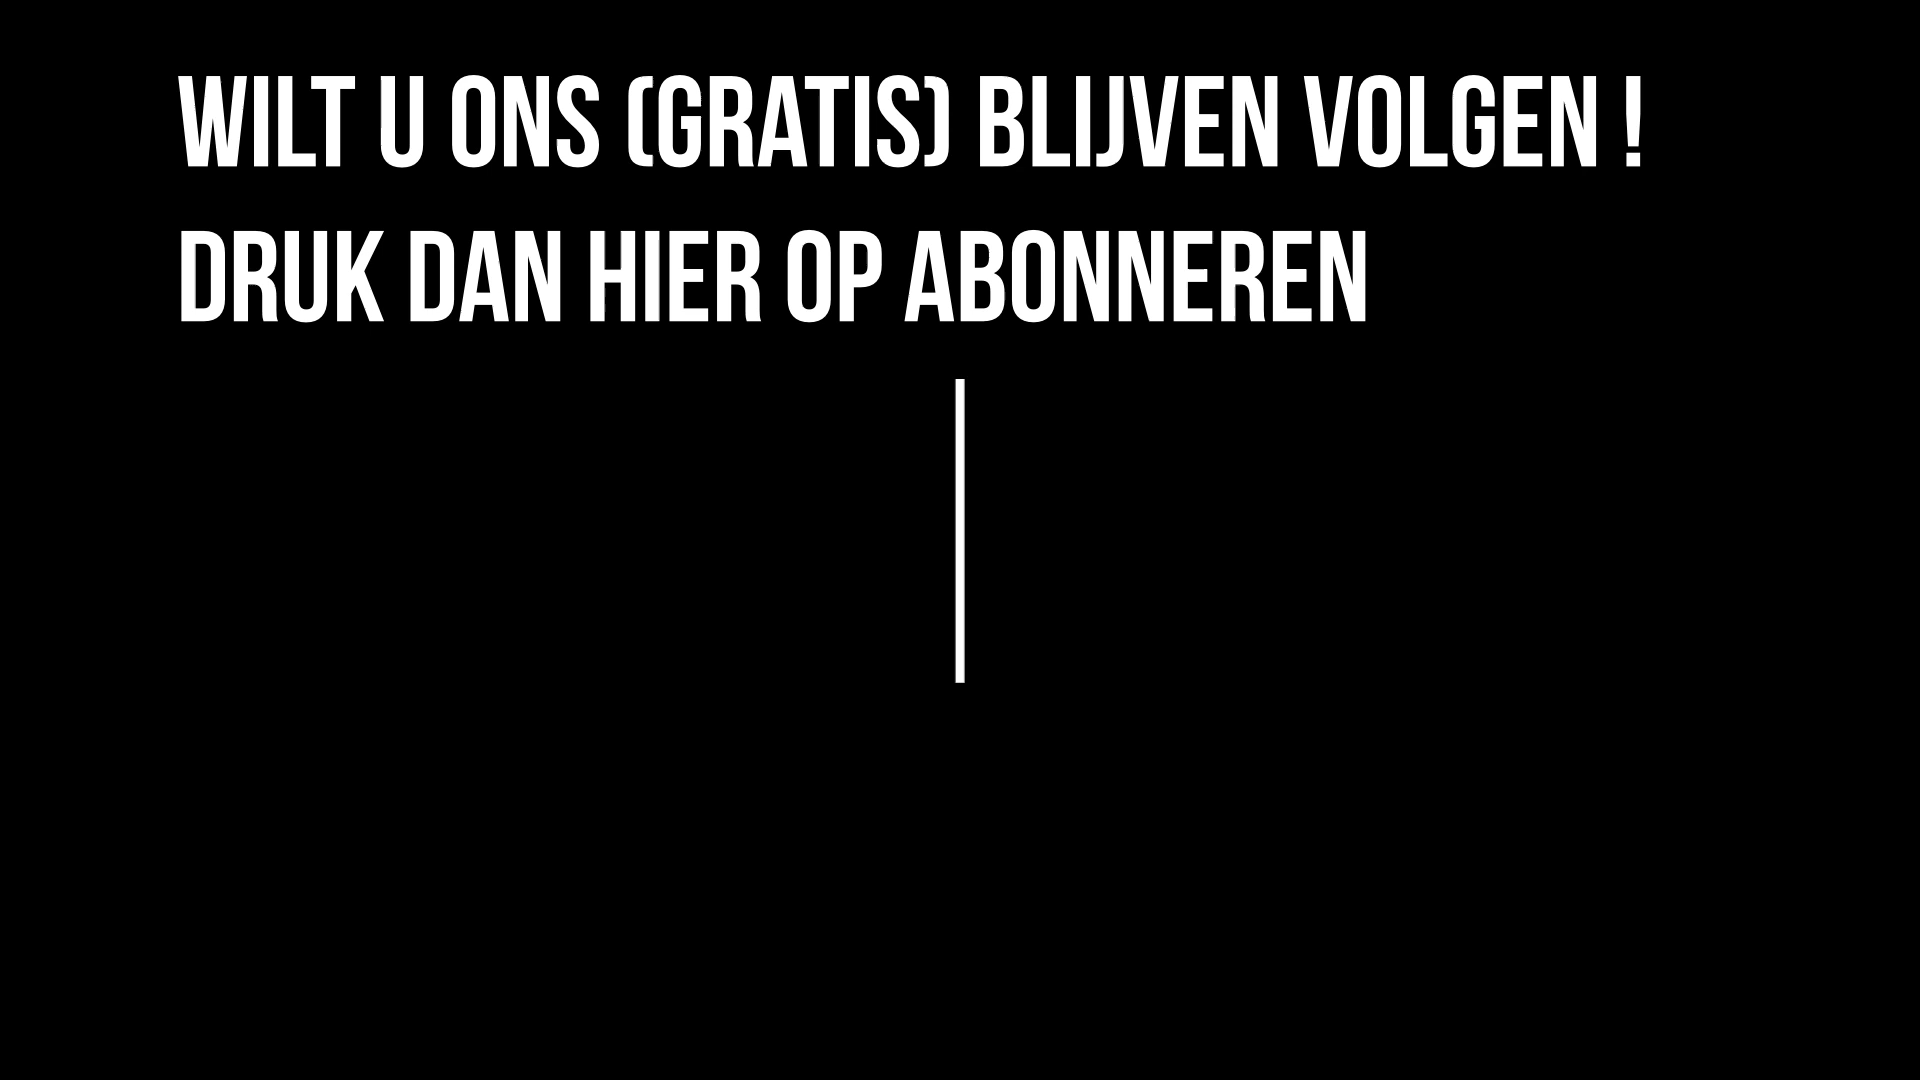 WILT U ONS (GRATIS) BLIJVEN VOLGEN !
DRUK DAN HIER OP ABONNEREN